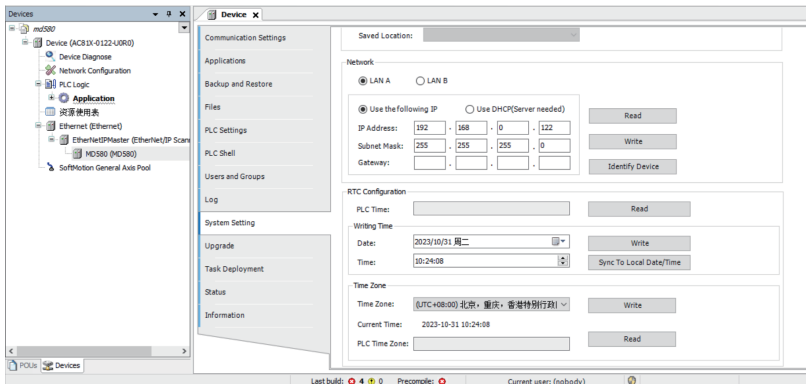 Devices
md580
Device (AC81X-0122-U0R0)
Device Diagnose
Network Configuration
PLC Logic
Application
资源使用表
Ethernet (Ethernet)
EtherNetIPMaster (EtherNet/IP Scann
MD580 (MD580)
SoftMotion General Axis Pool
POUs
Devices
Device
Communication Settings
Applications
Backup and Restore
Files
PLC Settings
PLC Shell
Users and Groups
Log
System Setting
Upgrade
Task Deployment
Status
Information
Saved Location:
Network
LAN A LAN B
Use the following IP Use DHCP(Server needed)
IP Address: 192 . 168 . 0 . 122
Subnet Mask: 255 . 255 . 255 . 0
Gateway: . . .
Read
Write
Identify Device
RTC Configuration
PLC Time: Read
Writing Time
Date: 2023/10/31 周二 Write
Time: 10:24:08 Sync To Local Date/Time
Time Zone
Time Zone: (UTC+08:00) 北京，重庆，香港特别行政 Write
Current Time: 2023-10-31 10:24:08
PLC Time Zone: Read
Last build: 4 0 Precompile: Current user: (nobody)